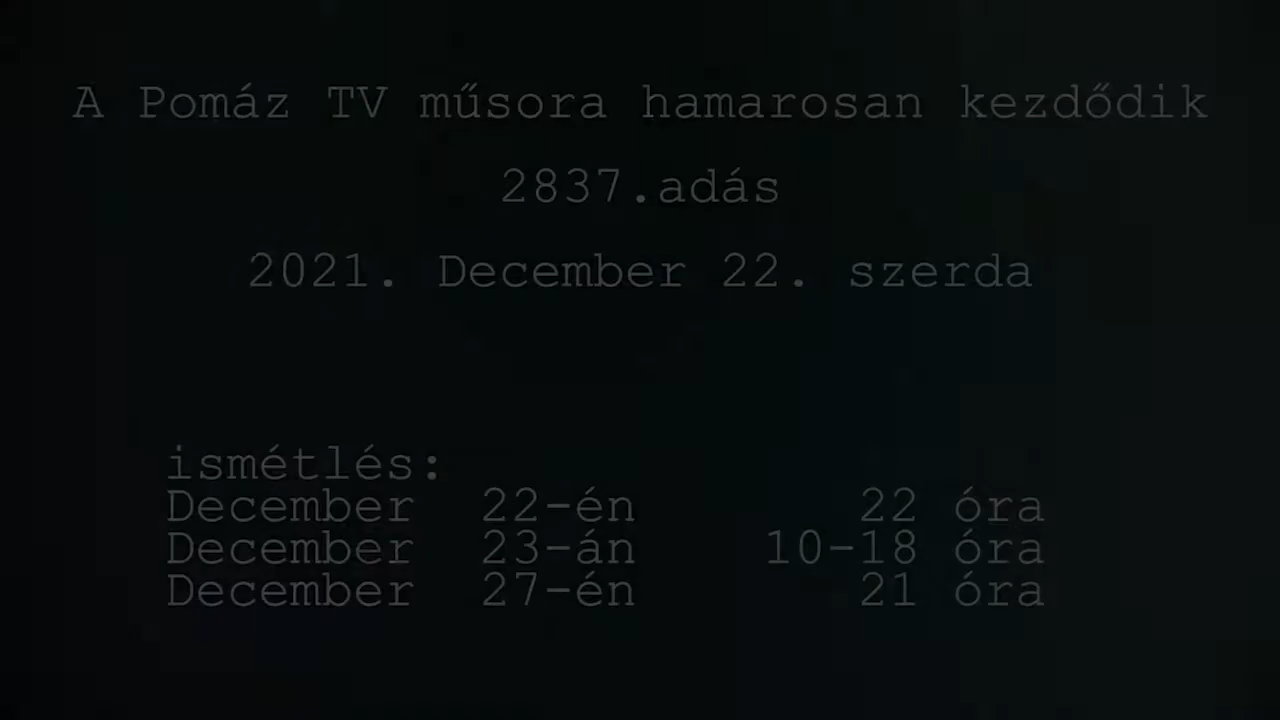 A Pomáz TV műsora hamarosan kezdődik
2837.adás
2021. December 22. szerda
ismétlés:
December 22-én 22 óra
December 23-án 10-18 óra
December 27-én 21 óra